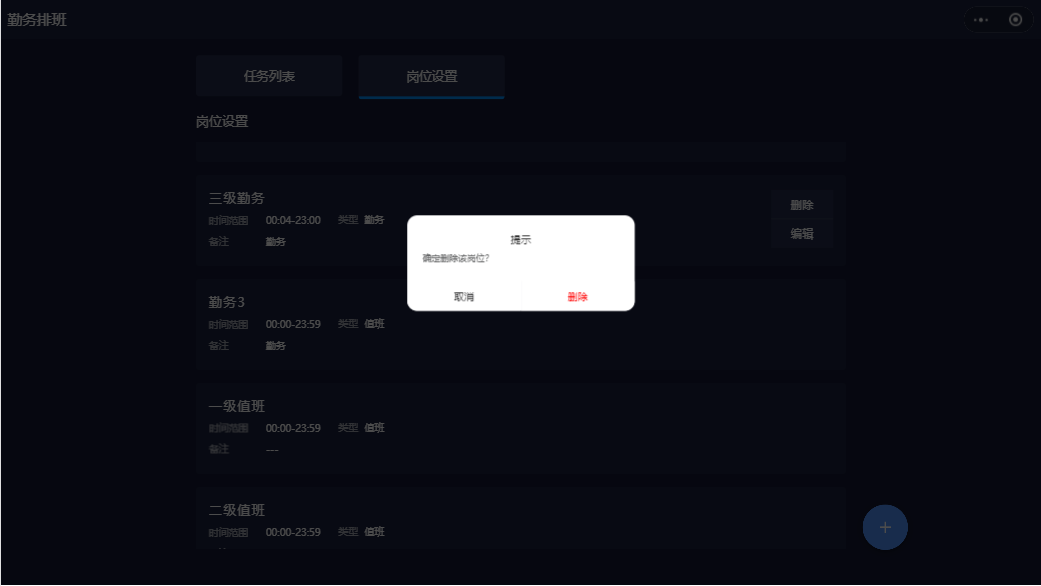 勤务排班
任务列表 岗位设置
岗位设置
三级勤务
时间范围 00:04-23:00 类型 勤务
备注 勤务
删除
编辑
提示
确定删除该岗位?
取消 删除
勤务3
时间范围 00:00-23:59 类型 值班
备注 勤务
一级值班
时间范围 00:00-23:59 类型 值班
备注 ---
二级值班
时间范围 00:00-23:59 类型 值班
+